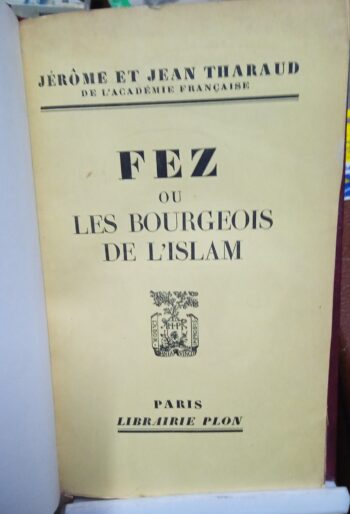 JÉRÔME ET JEAN THARAUD
DE L'ACADÉMIE FRANÇAISE
FEZ
OU
LES BOURGEOIS
DE L'ISLAM
PARIS
LIBRAIRIE PLON